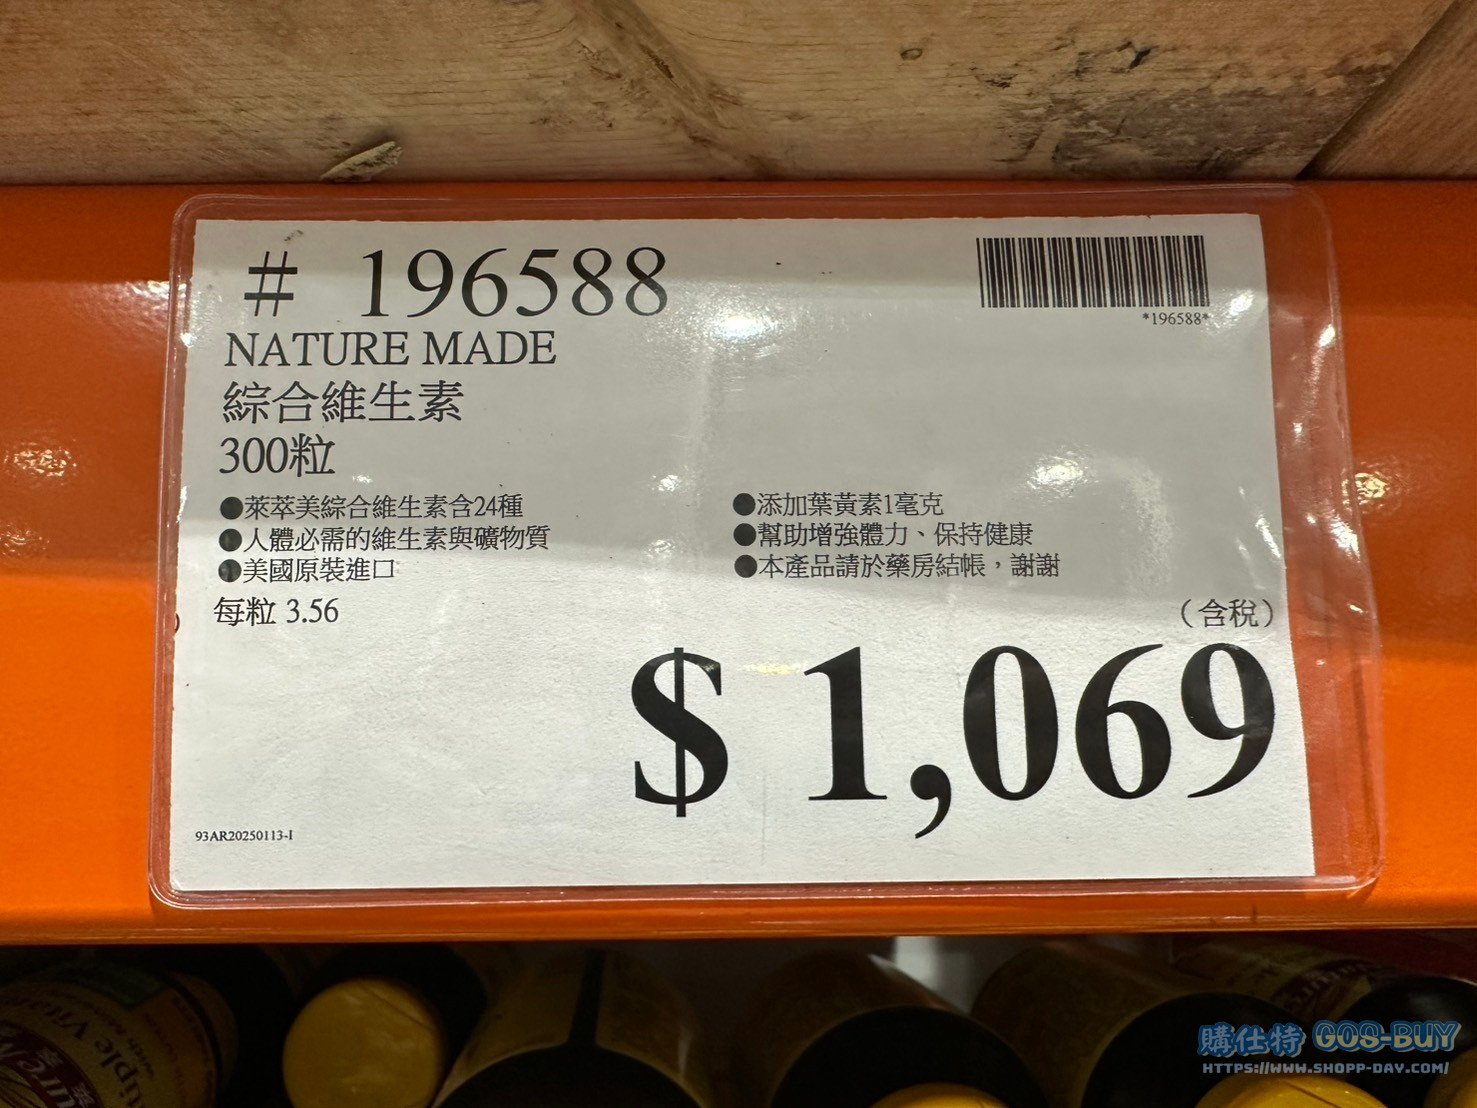 # 196588
*196588*
NATURE MADE
綜合維生素
300粒
●萊萃美綜合維生素含24種
●人體必需的維生素與礦物質
●美國原裝進口
●添加葉黃素1毫克
●幫助增強體力、保持健康
●本產品請於藥房結帳，謝謝
每粒 3.56
（含稅）
$ 1,069
93AR20250113-I
購仕特 GOS-BUY
HTTPS://WWW.SHOPP-DAY.COM/